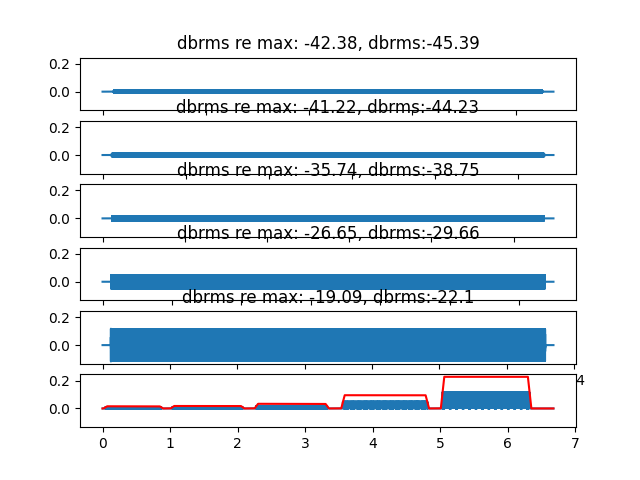 dbrms re max: -42.38, dbrms:-45.39
0.2
0.0
dbrms re max: -41.22, dbrms:-44.23
0.2
0.0
dbrms re max: -35.74, dbrms:-38.75
0.2
0.0
dbrms re max: -26.65, dbrms:-29.66
0.2
0.0
dbrms re max: -19.09, dbrms:-22.1
0.2
0.0
4
0.2
0.0
0 1 2 3 4 5 6 7